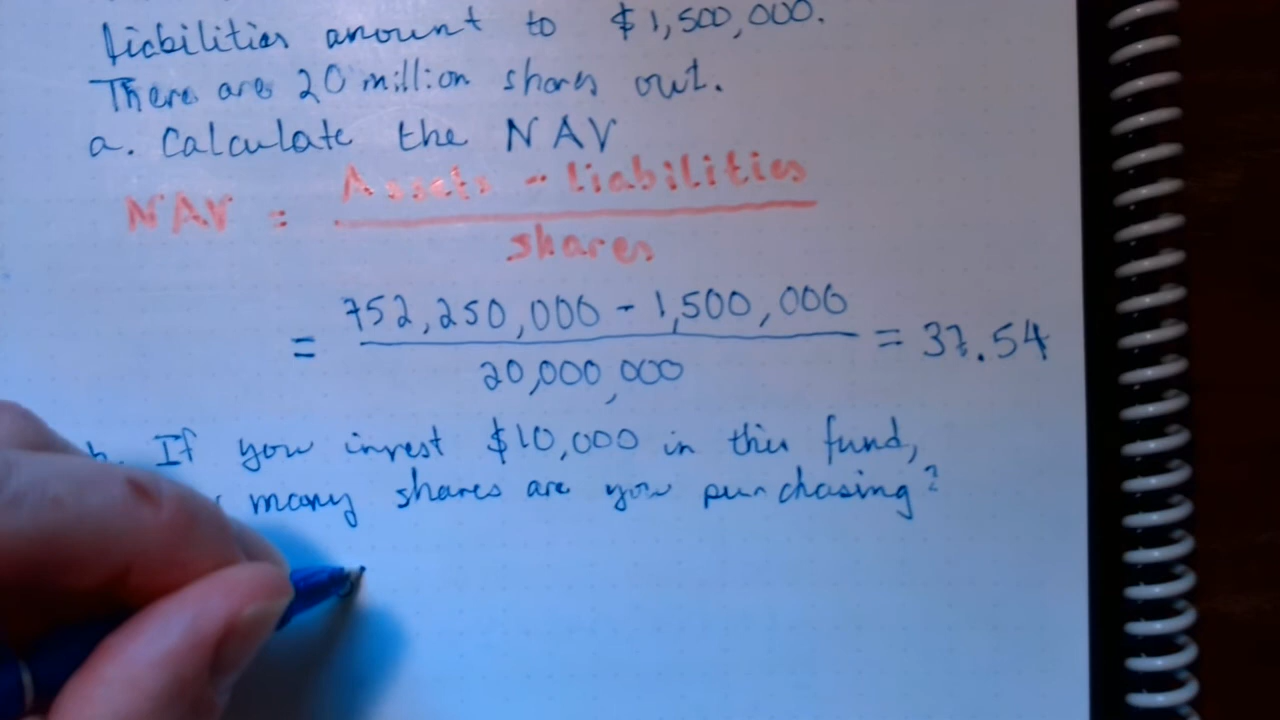 liabilities amount to $1,500,000.
There are 20 million shares out.
a. Calculate the NAV
NAV = Assets - liabilities
shares
= 752,250,000 - 1,500,000 = 37.54
20,000,000
b. If you invest $10,000 in this fund,
many shares are you purchasing?